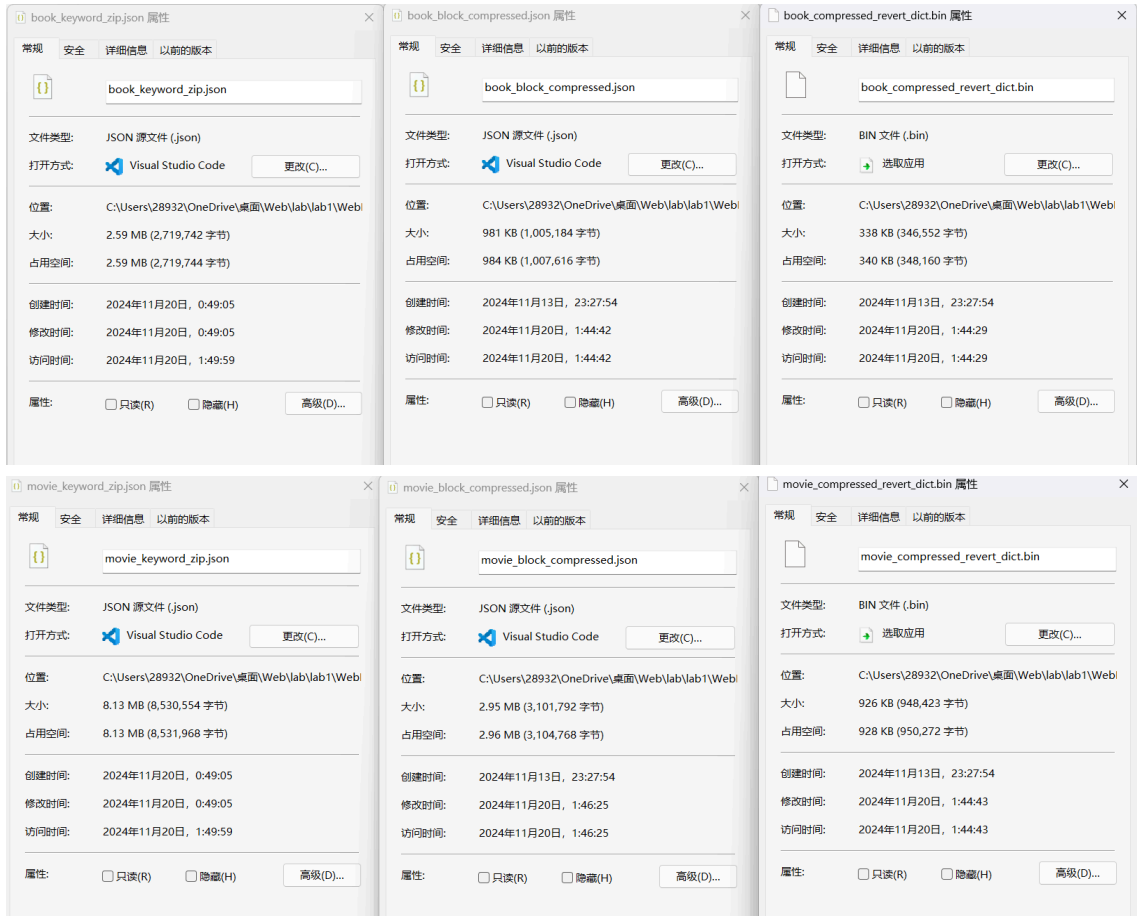 book_keyword_zip.json 属性
常规 安全 详细信息 以前的版本
book_keyword_zip.json
文件类型: JSON 源文件 (.json)
打开方式: Visual Studio Code 更改(C)...
位置: C:\Users\28932\OneDrive\桌面\Web\lab\lab1\Webl
大小: 2.59 MB (2,719,742 字节)
占用空间: 2.59 MB (2,719,744 字节)
创建时间: 2024年11月20日，0:49:05
修改时间: 2024年11月20日，0:49:05
访问时间: 2024年11月20日，1:49:59
属性: 只读(R) 隐藏(H) 高级(D)...
book_block_compressed.json 属性
常规 安全 详细信息 以前的版本
book_block_compressed.json
文件类型: JSON 源文件 (.json)
打开方式: Visual Studio Code 更改(C)...
位置: C:\Users\28932\OneDrive\桌面\Web\lab\lab1\Webl
大小: 981 KB (1,005,184 字节)
占用空间: 984 KB (1,007,616 字节)
创建时间: 2024年11月13日，23:27:54
修改时间: 2024年11月20日，1:44:42
访问时间: 2024年11月20日，1:44:42
属性: 只读(R) 隐藏(H) 高级(D)...
book_compressed_revert_dict.bin 属性
常规 安全 详细信息 以前的版本
book_compressed_revert_dict.bin
文件类型: BIN 文件 (.bin)
打开方式: 选取应用 更改(C)...
位置: C:\Users\28932\OneDrive\桌面\Web\lab\lab1\Webl
大小: 338 KB (346,552 字节)
占用空间: 340 KB (348,160 字节)
创建时间: 2024年11月13日，23:27:54
修改时间: 2024年11月20日，1:44:29
访问时间: 2024年11月20日，1:44:29
属性: 只读(R) 隐藏(H) 高级(D)...
movie_keyword_zip.json 属性
常规 安全 详细信息 以前的版本
movie_keyword_zip.json
文件类型: JSON 源文件 (.json)
打开方式: Visual Studio Code 更改(C)...
位置: C:\Users\28932\OneDrive\桌面\Web\lab\lab1\Webl
大小: 8.13 MB (8,530,554 字节)
占用空间: 8.13 MB (8,531,968 字节)
创建时间: 2024年11月20日，0:49:05
修改时间: 2024年11月20日，0:49:05
访问时间: 2024年11月20日，1:49:59
属性: 只读(R) 隐藏(H) 高级(D)...
movie_block_compressed.json 属性
常规 安全 详细信息 以前的版本
movie_block_compressed.json
文件类型: JSON 源文件 (.json)
打开方式: Visual Studio Code 更改(C)...
位置: C:\Users\28932\OneDrive\桌面\Web\lab\lab1\Webl
大小: 2.95 MB (3,101,792 字节)
占用空间: 2.96 MB (3,104,768 字节)
创建时间: 2024年11月13日，23:27:54
修改时间: 2024年11月20日，1:46:25
访问时间: 2024年11月20日，1:46:25
属性: 只读(R) 隐藏(H) 高级(D)...
movie_compressed_revert_dict.bin 属性
常规 安全 详细信息 以前的版本
movie_compressed_revert_dict.bin
文件类型: BIN 文件 (.bin)
打开方式: 选取应用 更改(C)...
位置: C:\Users\28932\OneDrive\桌面\Web\lab\lab1\Webl
大小: 926 KB (948,423 字节)
占用空间: 928 KB (950,272 字节)
创建时间: 2024年11月13日，23:27:54
修改时间: 2024年11月20日，1:44:43
访问时间: 2024年11月20日，1:44:43
属性: 只读(R) 隐藏(H) 高级(D)...